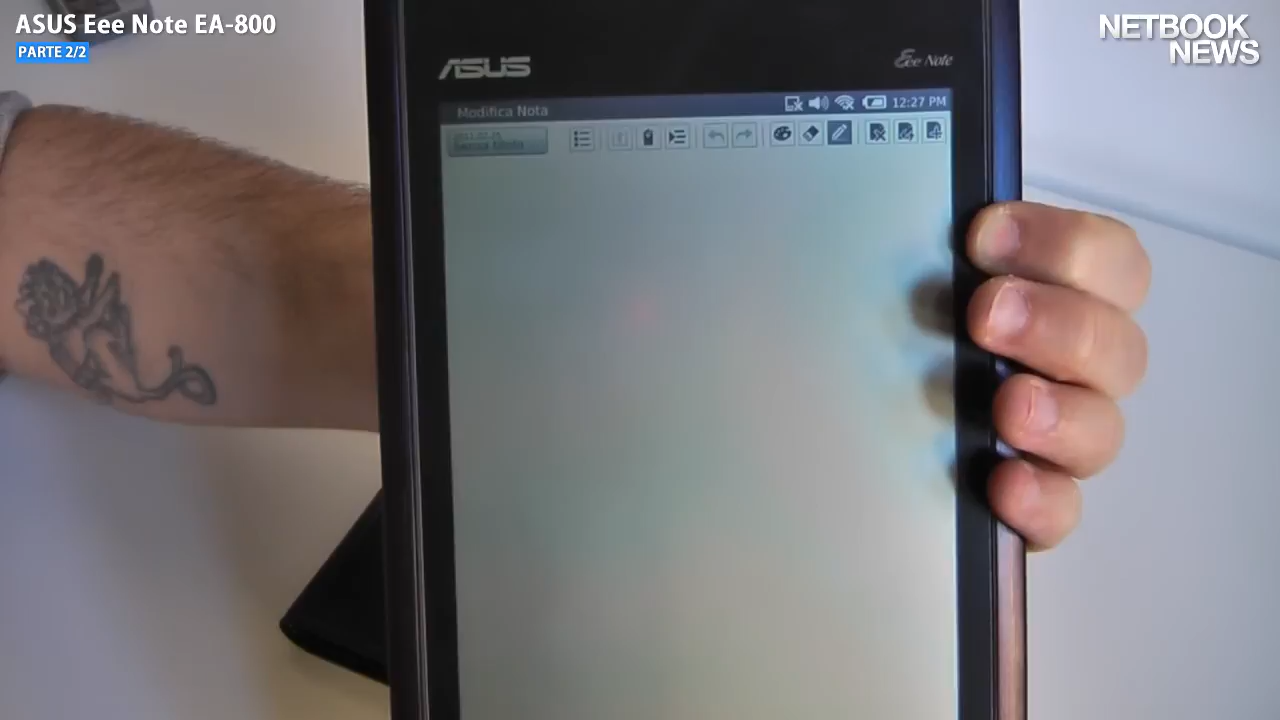 ASUS Eee Note EA-800
PARTE 2/2
NETBOOK
NEWS
ASUS
Eee Note
Modifica Nota
12:27 PM